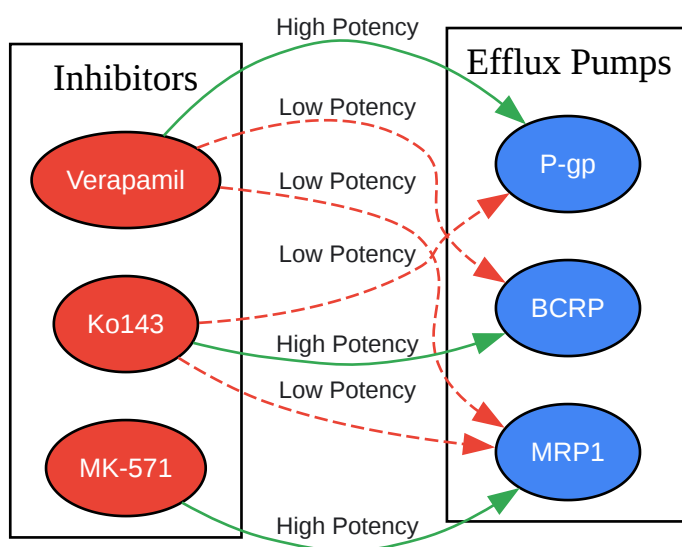 High Potency
Inhibitors
Efflux Pumps
Low Potency
Verapamil
P-gp
Low Potency
Low Potency
Ko143
BCRP
High Potency
Low Potency
MK-571
MRP1
High Potency